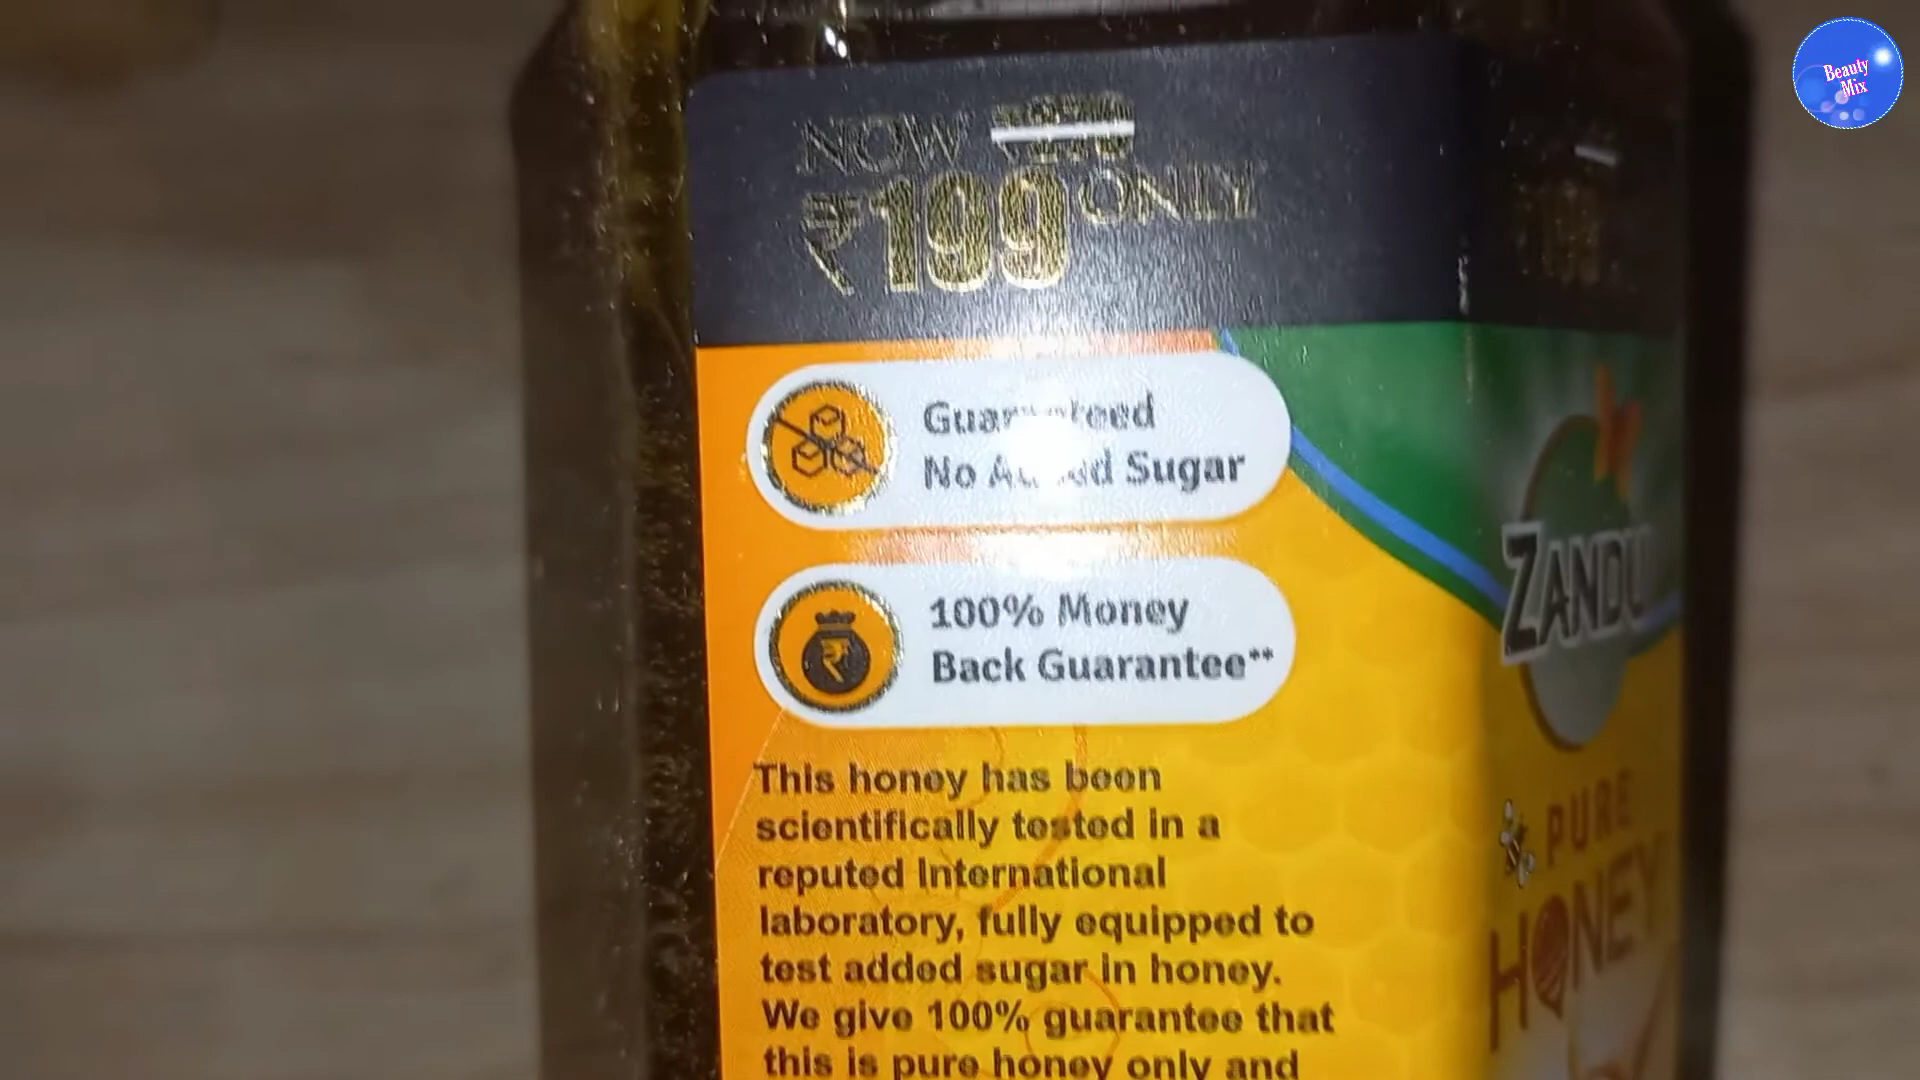 Beauty
Mix
NOW
₹199 ONLY
Guaranteed
No Added Sugar
100% Money
Back Guarantee**
This honey has been
scientifically tested in a
reputed International
laboratory, fully equipped to
test added sugar in honey.
We give 100% guarantee that
this is pure honey only and
ZANDU
PURE
HONEY